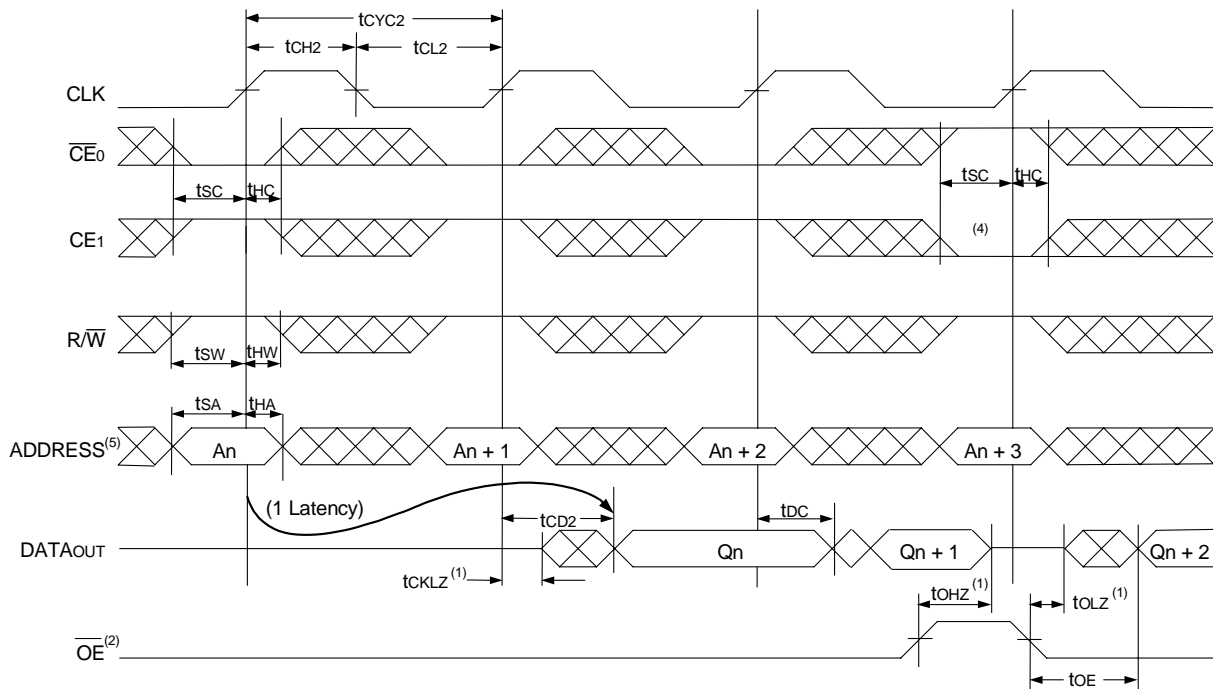 tCYC2
tCH2 tCL2
CLK
CE0
tSC tHC tSC tHC
CE1 (4)
R/W
tSW tHW
tSA tHA
ADDRESS(5) An An + 1 An + 2 An + 3
(1 Latency) tCD2 tDC
DATAOUT Qn Qn + 1 Qn + 2
tCKLZ(1) tOHZ(1) tOLZ(1)
OE(2)
tOE